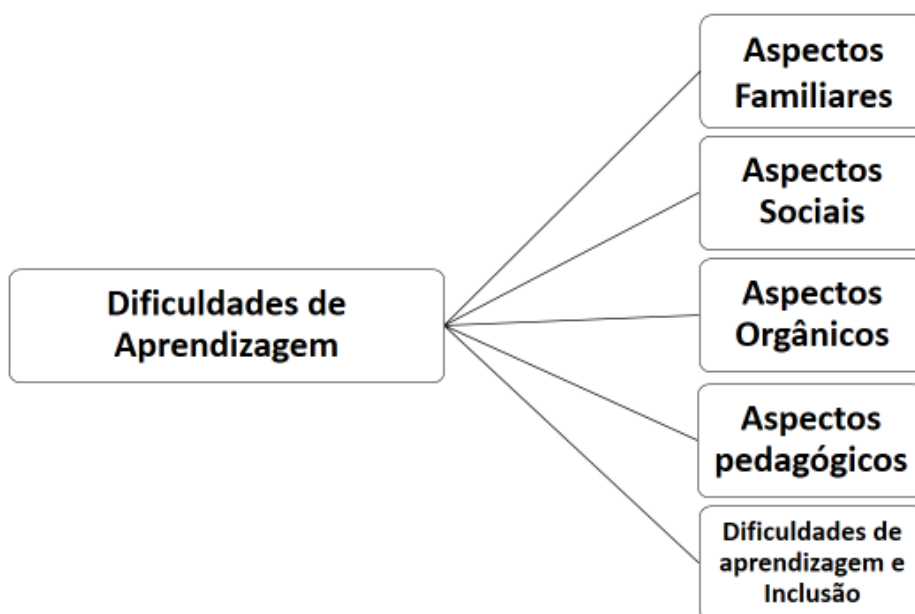 Dificuldades de
Aprendizagem
Aspectos
Familiares
Aspectos
Sociais
Aspectos
Orgânicos
Aspectos
pedagógicos
Dificuldades de
aprendizagem e
Inclusão